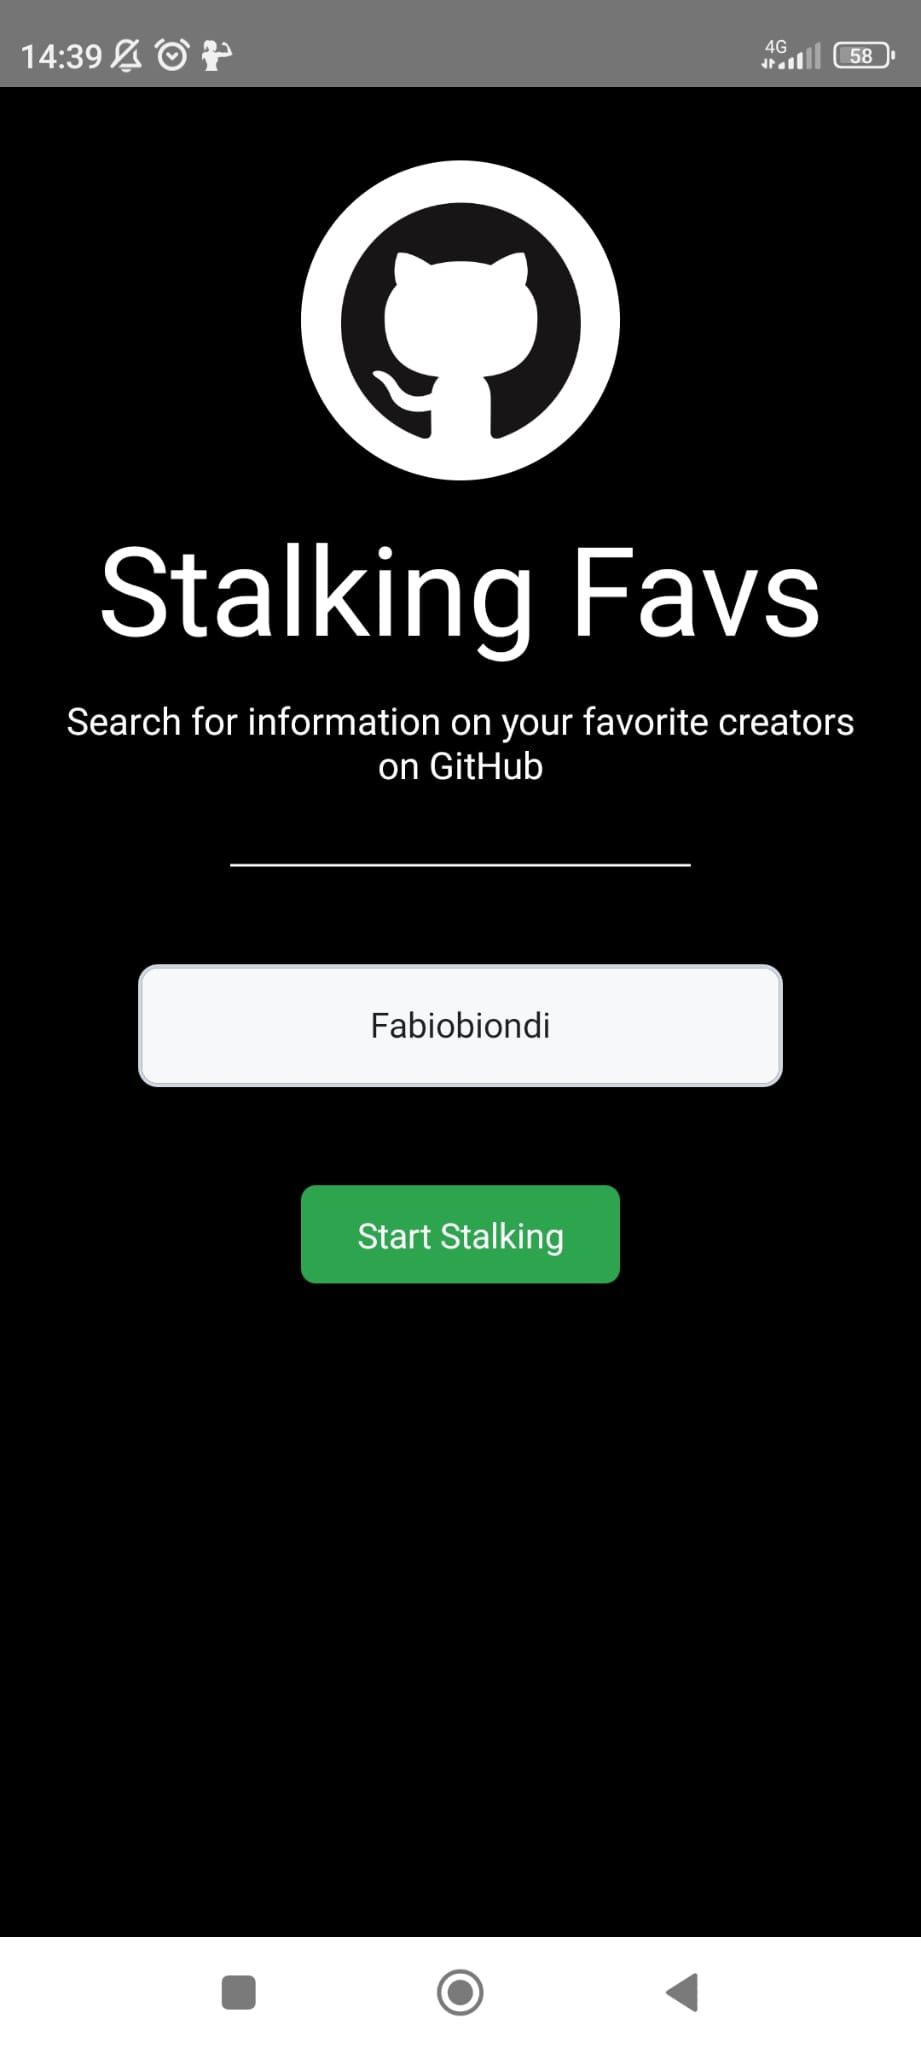 14:39
4G
58
Stalking Favs
Search for information on your favorite creators
on GitHub
Fabiobiondi
Start Stalking